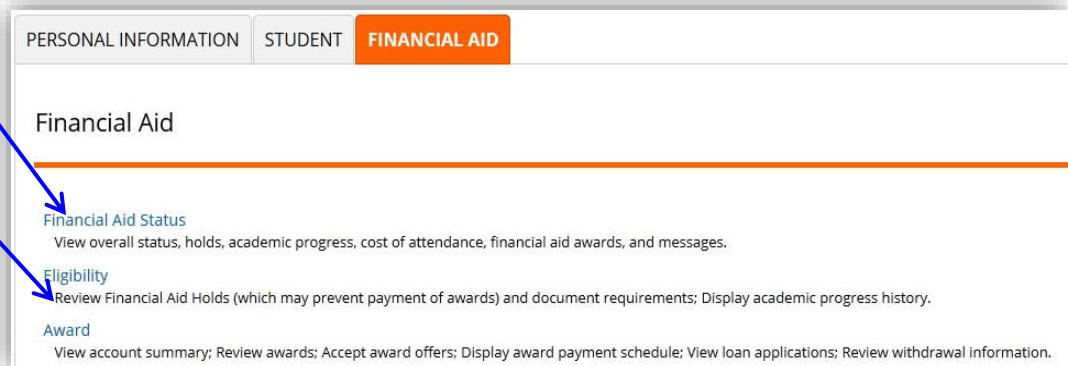 PERSONAL INFORMATION STUDENT FINANCIAL AID
Financial Aid
Financial Aid Status
View overall status, holds, academic progress, cost of attendance, financial aid awards, and messages.
Eligibility
Review Financial Aid Holds (which may prevent payment of awards) and document requirements; Display academic progress history.
Award
View account summary; Review awards; Accept award offers; Display award payment schedule; View loan applications; Review withdrawal information.